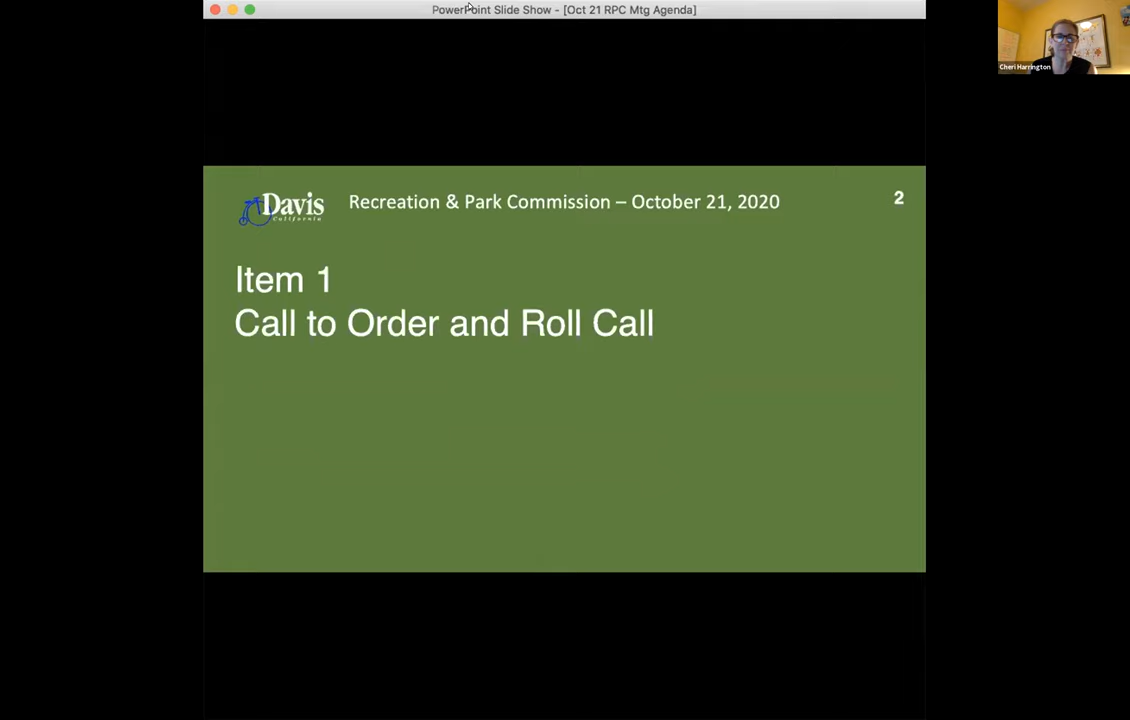 PowerPoint Slide Show - [Oct 21 RPC Mtg Agenda]
Cheri Harrington
Davis
California
Recreation & Park Commission – October 21, 2020
2
Item 1
Call to Order and Roll Call